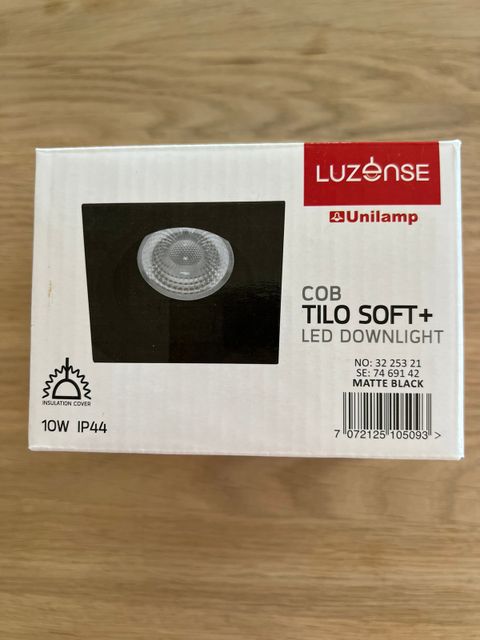 LUZENSE
Unilamp
COB
TILO SOFT+
LED DOWNLIGHT
NO: 32 253 21
SE: 74 691 42
MATTE BLACK
7 072125 105093 >
INSULATION COVER
10W IP44